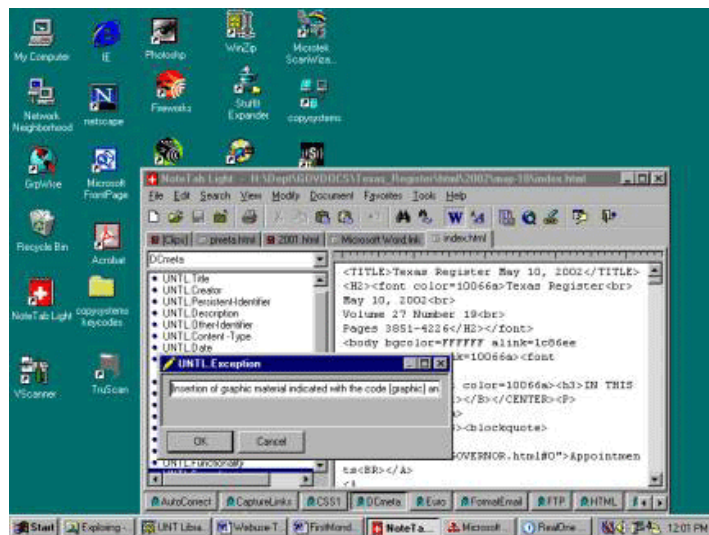 My Computer
IE
Photoshp
WinZip
Microtek
ScanWiza...
Network
Neighborhood
netscape
Fireworks
Stuffit
Expander
copysystems
GrpWise
Microsoft
FrontPage
Recycle Bin
Acrobat
NoteTab Light
copysystems
keycodes
VScanner
TruScan
NoteTab Light - H:\Dept\GOVDOCS\Texas_Register\html\2002\may-10\index.html
File Edit Search View Modify Document Favorites Tools Help
[Clips] preeta.html 2001.html Microsoft Word.lnk index.html
DCmeta
UNTL.Title
UNTL.Creator
UNTL.Persistent-Identifier
UNTL.Description
UNTL.Other-Identifier
UNTL.Content -Type
UNTL.Date
UNTL.Functionality
<TITLE>Texas Register May 10, 2002</TITLE>
<H2><font color=10066a>Texas Register<br>
May 10, 2002<br>
Volume 27 Number 19<br>
Pages 3851-4226</H2></font>
<body bgcolor=FFFFFF alink=1c86ee
k=10066a><font
color=10066a><h3>IN THIS
></B></CENTER><P>
><blockquote>
OVERNOR.html#0">Appointmen
ts<BR></A>
UNTL.Exception
Insertion of graphic material indicated with the code [graphic] an
OK Cancel
AutoCorrect CaptureLinks CSS1 DCmeta Euro FormatEmail FTP HTML
Start Exploring - UNT Libra... Webuse-T... FirstMond... NoteTa... Microsoft... RealOne... 12:01 PM